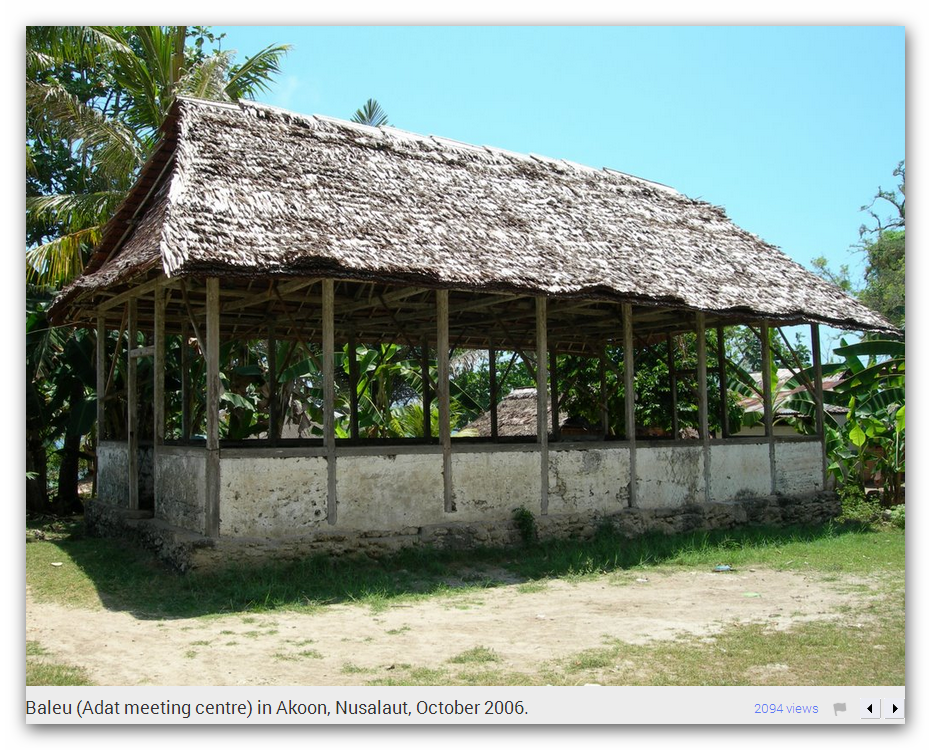 Baleu (Adat meeting centre) in Akoon, Nusalaut, October 2006.
2094 views